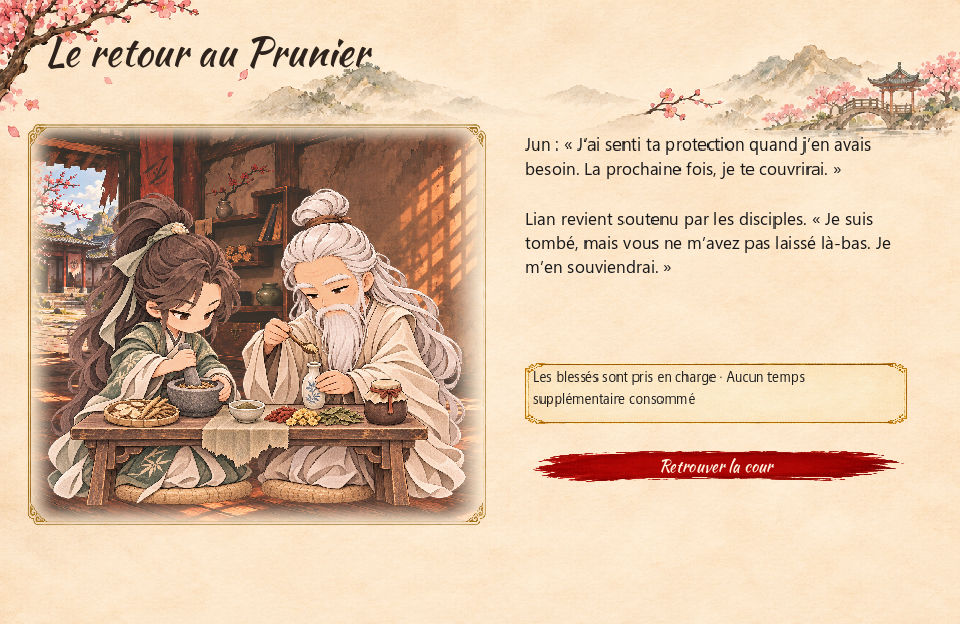 Le retour au Prunier
Jun : « J'ai senti ta protection quand j'en avais
besoin. La prochaine fois, je te couvrirai. »
Lian revient soutenu par les disciples. « Je suis
tombé, mais vous ne m'avez pas laissé là-bas. Je
m'en souviendrai. »
Les blessés sont pris en charge · Aucun temps
supplémentaire consommé
Retrouver la cour